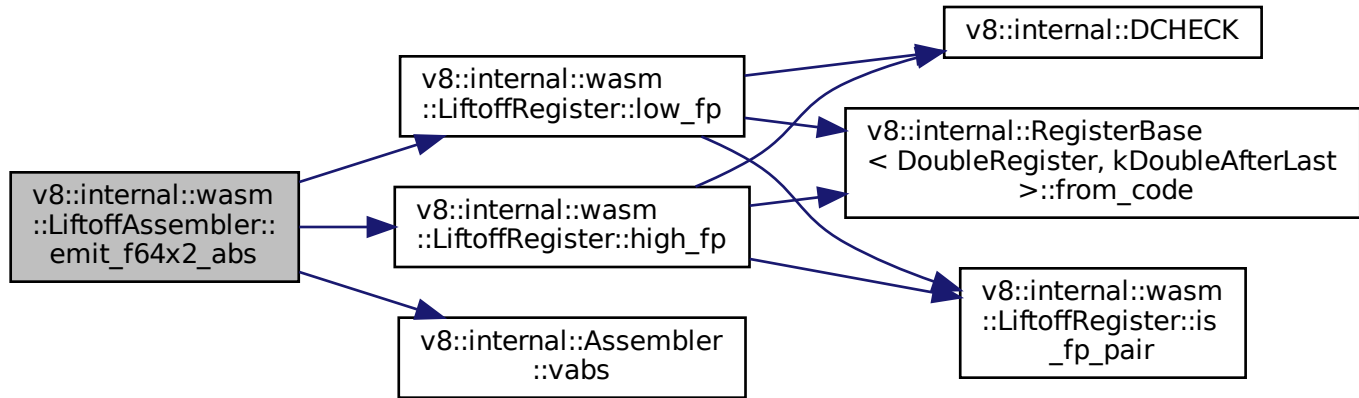 v8::internal::wasm
::LiftoffAssembler::
emit_f64x2_abs
v8::internal::wasm
::LiftoffRegister::low_fp
v8::internal::wasm
::LiftoffRegister::high_fp
v8::internal::Assembler
::vabs
v8::internal::DCHECK
v8::internal::RegisterBase
< DoubleRegister, kDoubleAfterLast
>::from_code
v8::internal::wasm
::LiftoffRegister::is
_fp_pair